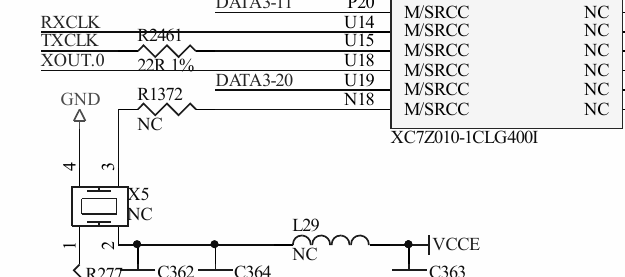 DATA3-11 P20 M/SRCC NC
RXCLK U14 M/SRCC NC
TXCLK R2461 U15 M/SRCC NC
XOUT.0 22R 1% U18 M/SRCC NC
DATA3-20 U19 M/SRCC NC
GND R1372 N18 M/SRCC NC
NC
XC7Z010-1CLG400I
4 3
X5
NC
L29
1 2 NC VCCE
R277 C362 C364 C363